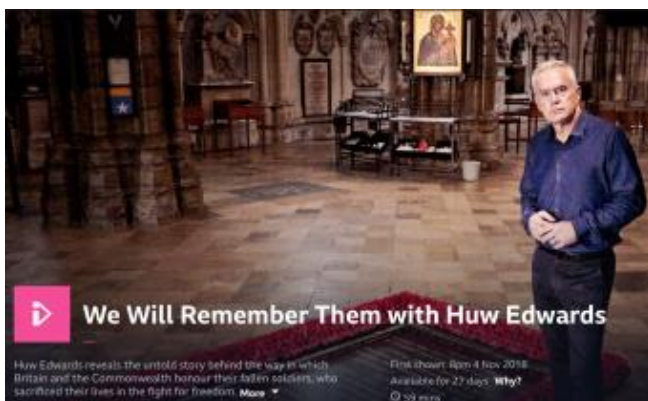 We Will Remember Them with Huw Edwards
Huw Edwards reveals the untold story behind the way in which
Britain and the Commonwealth honour their fallen soldiers, who
sacrificed their lives in the fight for freedom. More
First shown: 8pm 4 Nov 2018
Available for 27 days Why?
59 mins